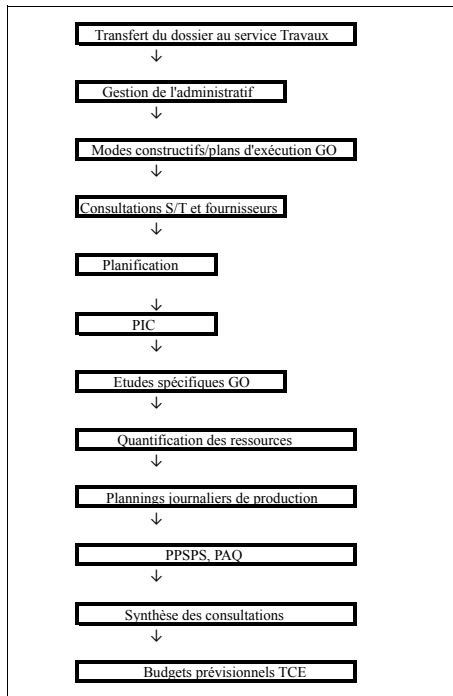 Transfert du dossier au service Travaux
↓
Gestion de l'administratif
↓
Modes constructifs/plans d'exécution GO
↓
Consultations S/T et fournisseurs
↓
Planification
↓
PIC
↓
Etudes spécifiques GO
↓
Quantification des ressources
↓
Plannings journaliers de production
↓
PPSPS, PAQ
↓
Synthèse des consultations
↓
Budgets prévisionnels TCE